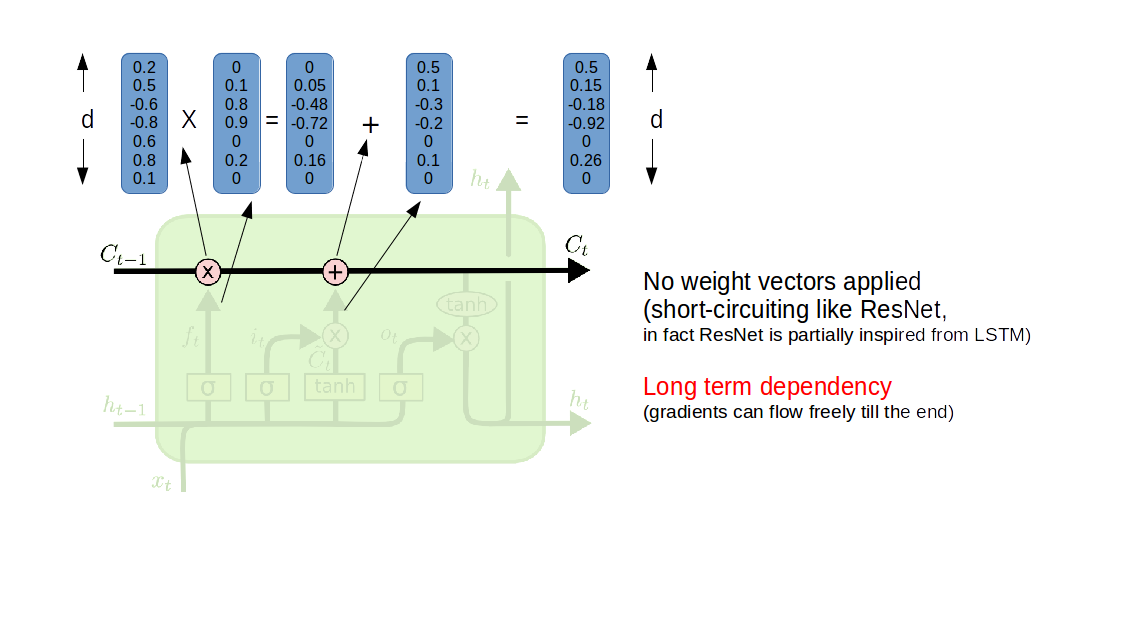 d
0.2
0.5
-0.6
-0.8
0.6
0.8
0.1
X
0
0.1
0.8
0.9
0
0.2
0
=
0
0.05
-0.48
-0.72
0
0.16
0
+
0.5
0.1
-0.3
-0.2
0
0.1
0
=
0.5
0.15
-0.18
-0.92
0
0.26
0
d
h_t
C_{t-1}
C_t
x
+
tanh
f_t
i_t
x
o_t
x
C̃_t
σ
σ
tanh
σ
h_{t-1}
h_t
x_t
No weight vectors applied
(short-circuiting like ResNet,
in fact ResNet is partially inspired from LSTM)
Long term dependency
(gradients can flow freely till the end)